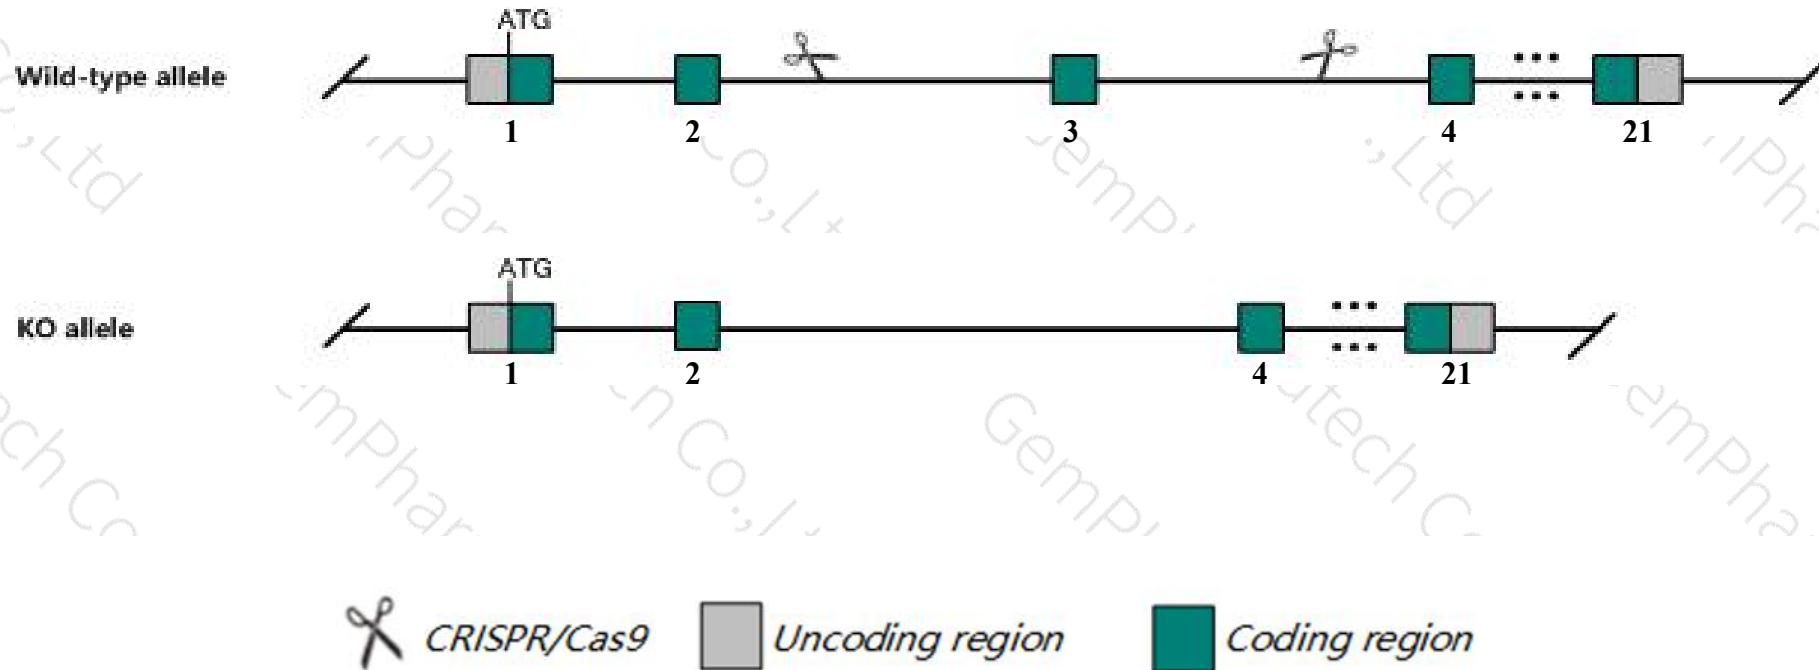 ATG
Wild-type allele
1 2 3 4 21
ATG
KO allele
1 2 4 21
GemPh
CRISPR/Cas9 Uncoding region Coding region